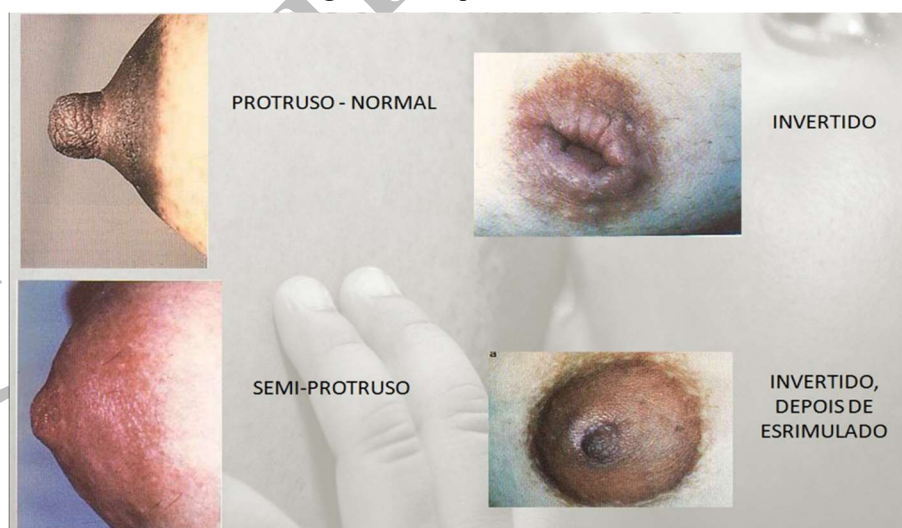 PROTRUSO - NORMAL
INVERTIDO
SEMI-PROTRUSO
a
INVERTIDO,
DEPOIS DE
ESRIMULADO